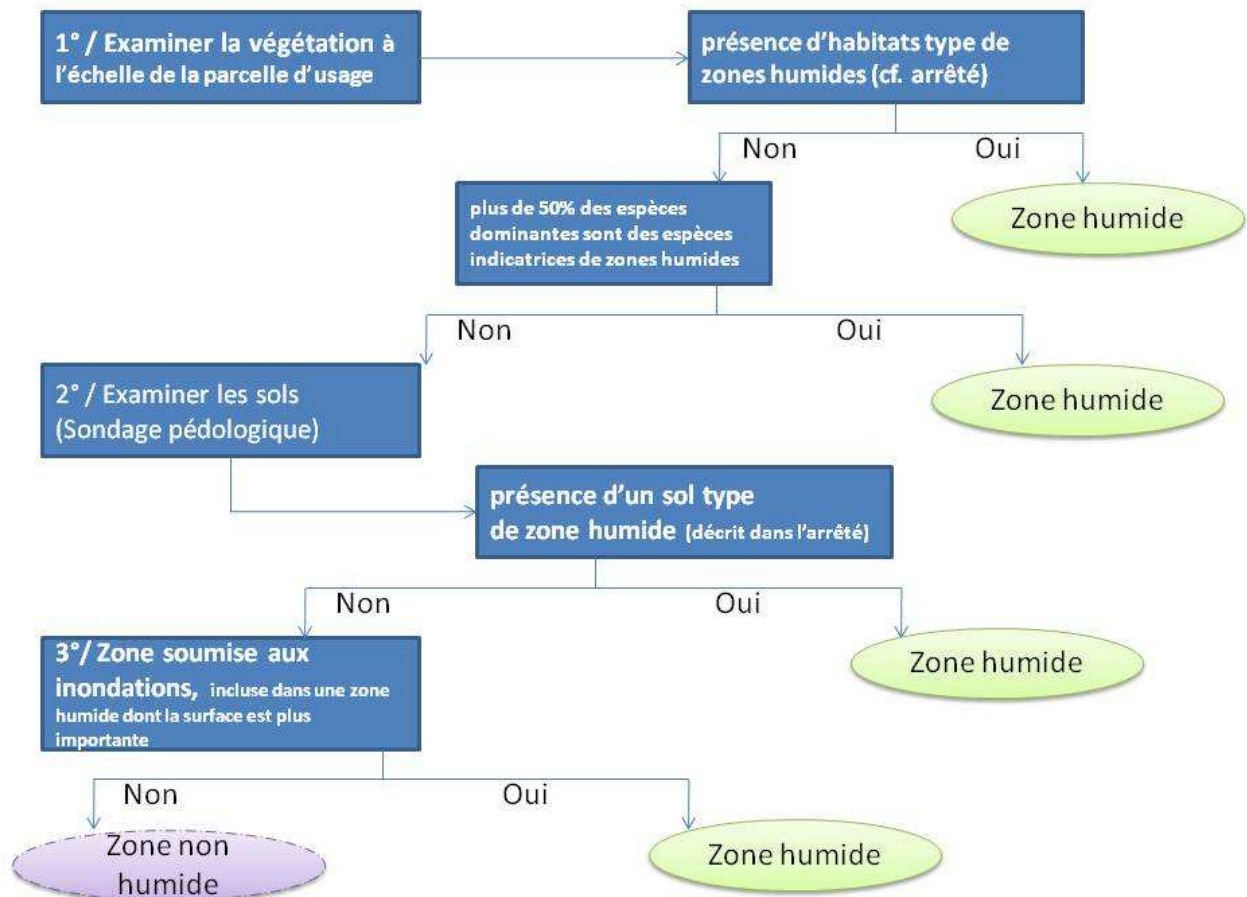 1° / Examiner la végétation à
l'échelle de la parcelle d'usage
présence d'habitats type de
zones humides (cf. arrêté)
Non
Oui
plus de 50% des espèces
dominantes sont des espèces
indicatrices de zones humides
Zone humide
Non
Oui
2° / Examiner les sols
(Sondage pédologique)
Zone humide
présence d'un sol type
de zone humide (décrit dans l'arrêté)
Non
Oui
3°/ Zone soumise aux
inondations, incluse dans une zone
humide dont la surface est plus
importante
Zone humide
Non
Oui
Zone non
humide
Zone humide